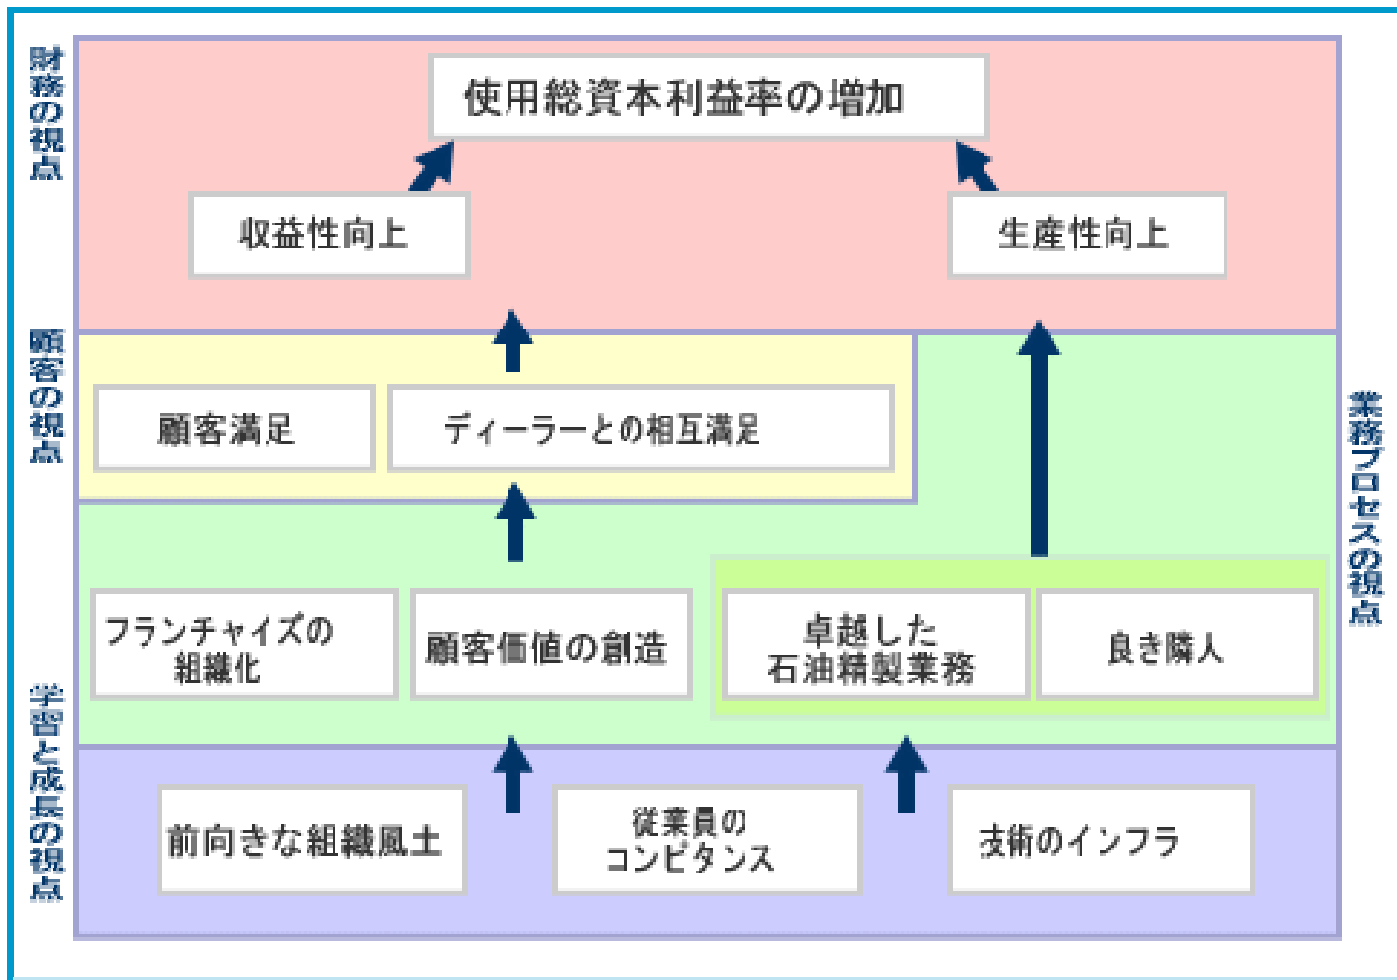 財務の視点
使用総資本利益率の増加
収益性向上
生産性向上
顧客の視点
顧客満足
ディーラーとの相互満足
業務プロセスの視点
フランチャイズの
組織化
顧客価値の創造
卓越した
石油精製業務
良き隣人
学習と成長の視点
前向きな組織風土
従業員の
コンピタンス
技術のインフラ